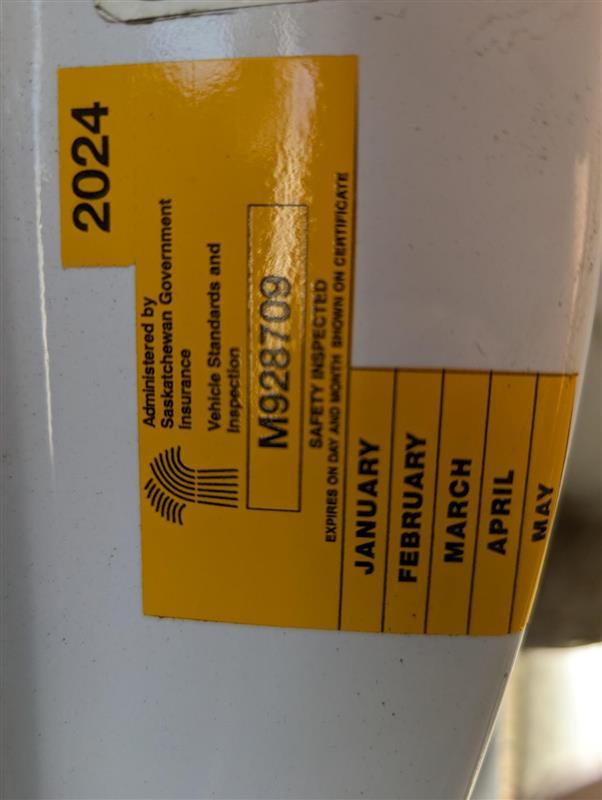 2024
Administered by
Saskatchewan Government
Insurance
Vehicle Standards and
Inspection
M928709
SAFETY INSPECTED
EXPIRES ON DAY AND MONTH SHOWN ON CERTIFICATE
JANUARY
FEBRUARY
MARCH
APRIL
MAY